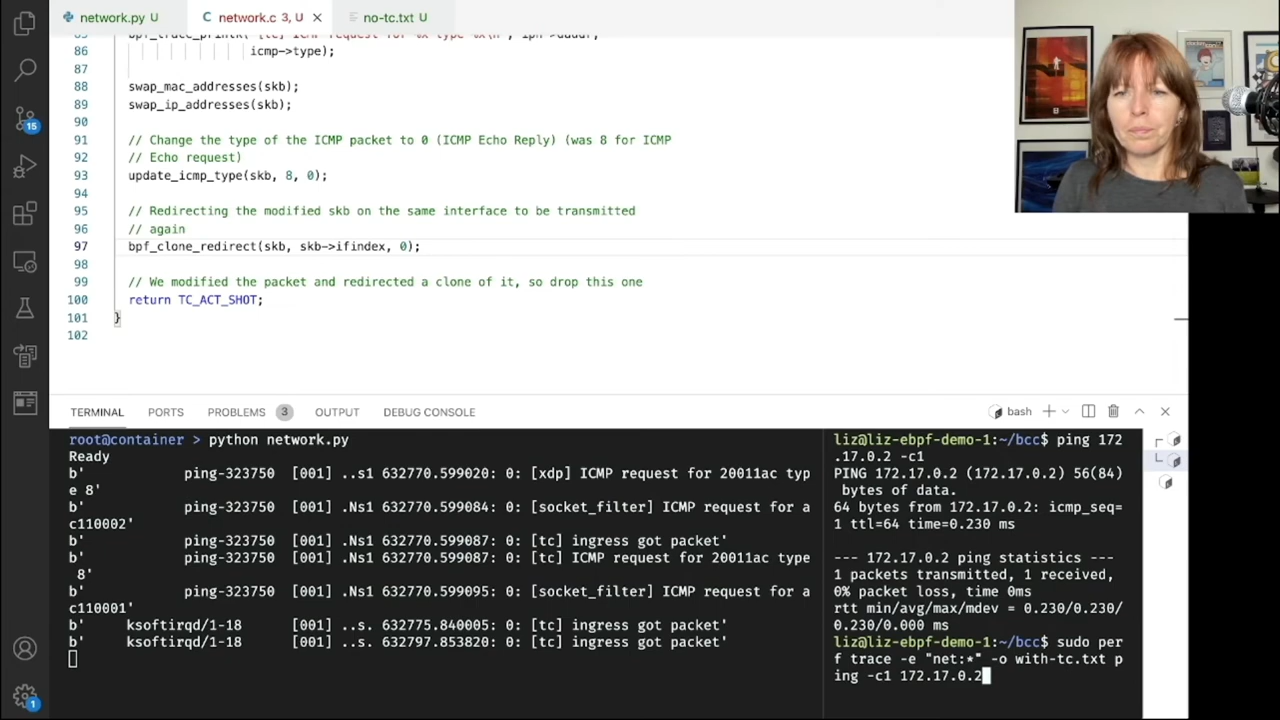 network.py U
network.c 3, U
no-tc.txt U
86 icmp->type);
87
88 swap_mac_addresses(skb);
89 swap_ip_addresses(skb);
90
91 // Change the type of the ICMP packet to 0 (ICMP Echo Reply) (was 8 for ICMP
92 // Echo request)
93 update_icmp_type(skb, 8, 0);
94
95 // Redirecting the modified skb on the same interface to be transmitted
96 // again
97 bpf_clone_redirect(skb, skb->ifindex, 0);
98
99 // We modified the packet and redirected a clone of it, so drop this one
100 return TC_ACT_SHOT;
101 }
102
15
1
TERMINAL PORTS PROBLEMS 3 OUTPUT DEBUG CONSOLE
bash
root@container > python network.py
Ready
b' ping-323750 [001] ..s1 632770.599020: 0: [xdp] ICMP request for 20011ac typ
e 8'
b' ping-323750 [001] .Ns1 632770.599084: 0: [socket_filter] ICMP request for a
c110002'
b' ping-323750 [001] .Ns1 632770.599087: 0: [tc] ingress got packet'
b' ping-323750 [001] .Ns1 632770.599090: 0: [tc] ICMP request for 20011ac type
8'
b' ping-323750 [001] .Ns1 632770.599095: 0: [socket_filter] ICMP request for a
c110001'
b' ksoftirqd/1-18 [001] ..s. 632775.840005: 0: [tc] ingress got packet'
b' ksoftirqd/1-18 [001] ..s. 632797.853820: 0: [tc] ingress got packet'
liz@liz-ebpf-demo-1:~/bcc$ ping 172
.17.0.2 -c1
PING 172.17.0.2 (172.17.0.2) 56(84)
bytes of data.
64 bytes from 172.17.0.2: icmp_seq=
1 ttl=64 time=0.230 ms
--- 172.17.0.2 ping statistics ---
1 packets transmitted, 1 received,
0% packet loss, time 0ms
rtt min/avg/max/mdev = 0.230/0.230/
0.230/0.000 ms
liz@liz-ebpf-demo-1:~/bcc$ sudo per
f trace -e "net:*" -o with-tc.txt p
ing -c1 172.17.0.2